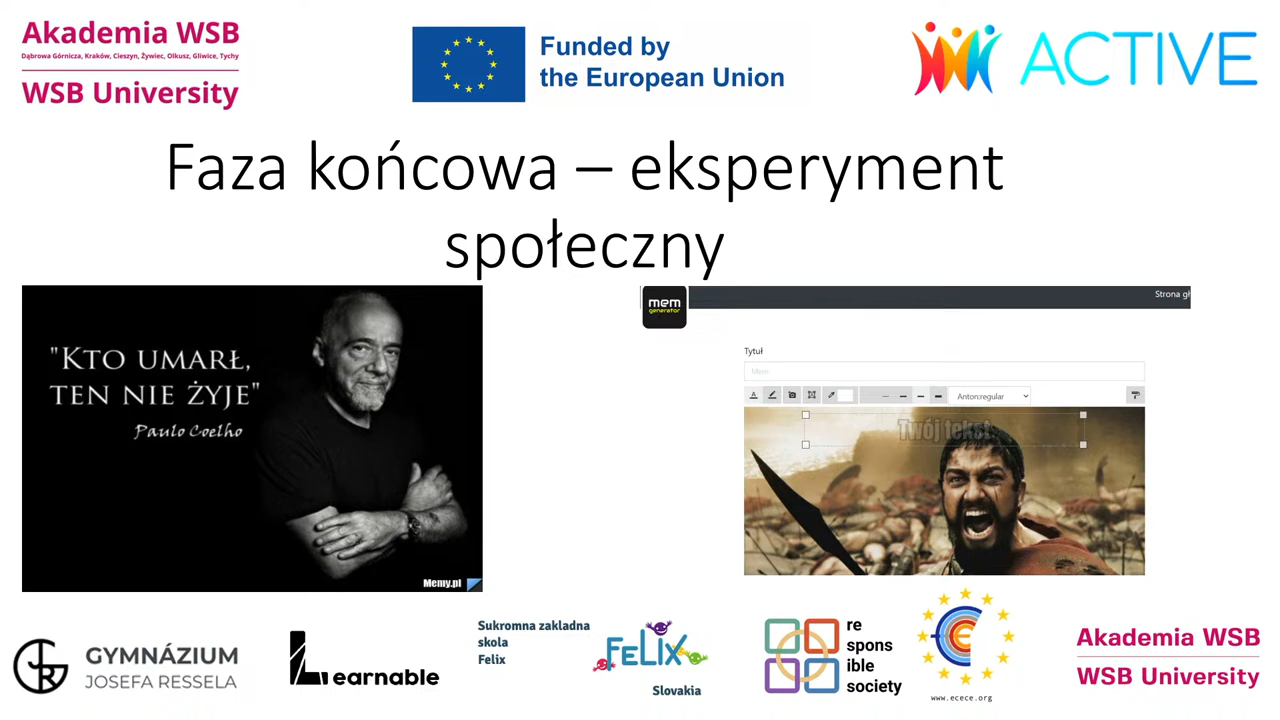 Akademia WSB
Dąbrowa Górnicza, Kraków, Cieszyn, Żywiec, Olkusz, Gliwice, Tychy
WSB University
Funded by
the European Union
ACTIVE
Faza końcowa – eksperyment
społeczny
"KTO UMARŁ,
TEN NIE ŻYJE"
Paulo Coelho
Memy.pl
mem
generator
Strona gł
Tytuł
Mem
Anton:regular
Twój tekst
GYMNÁZIUM
JOSEFA RESSELA
Learnable
Sukromna zakladna
skola
Felix
FELIX
Slovakia
re
spons
ible
society
www.ecece.org
Akademia WSB
WSB University